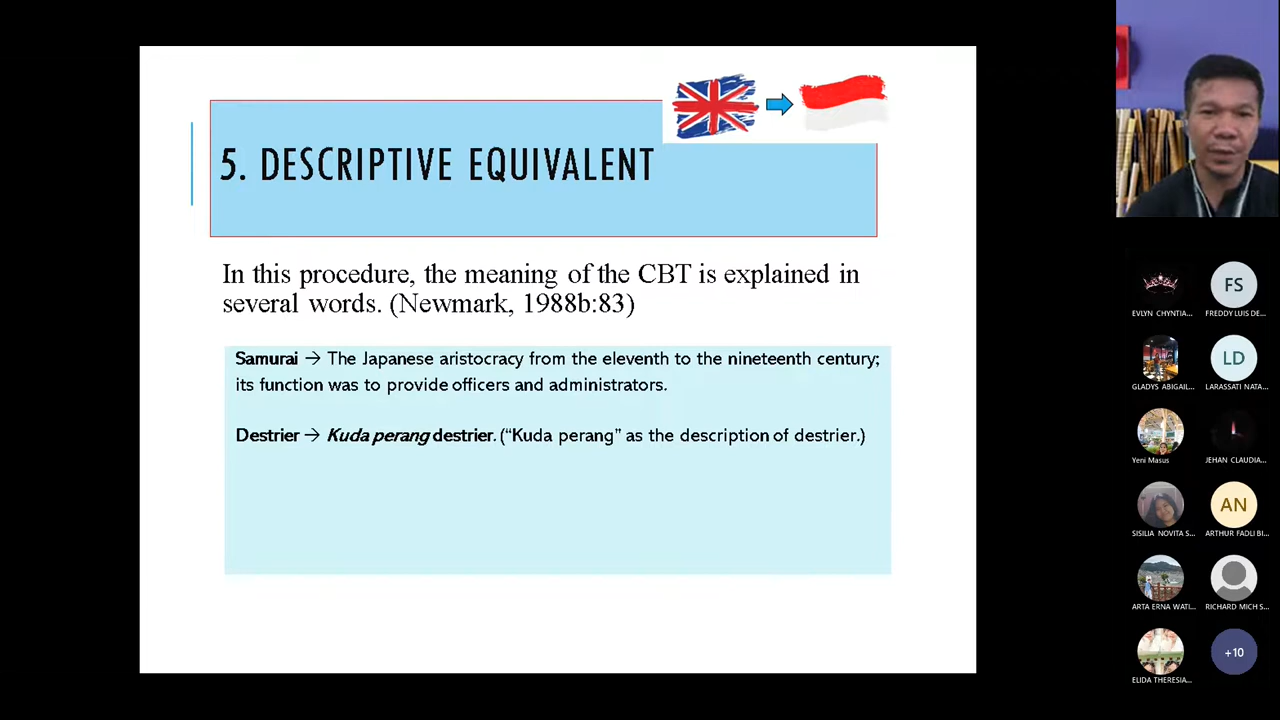 5. DESCRIPTIVE EQUIVALENT
In this procedure, the meaning of the CBT is explained in
several words. (Newmark, 1988b:83)
Samurai → The Japanese aristocracy from the eleventh to the nineteenth century;
its function was to provide officers and administrators.
Destrier → Kuda perang destrier. (“Kuda perang” as the description of destrier.)
FS
EVLYN CHYNTIA...
FREDDY LUIS DE...
LD
GLADYS ABIGAIL...
LARASSATI NATA...
Yeni Masus
JEHAN CLAUDIA...
AN
SISILIA NOVITA S...
ARTHUR FADLI BI...
ARTA ERNA WATI...
RICHARD MICH S...
+10
ELIDA THERESIA...